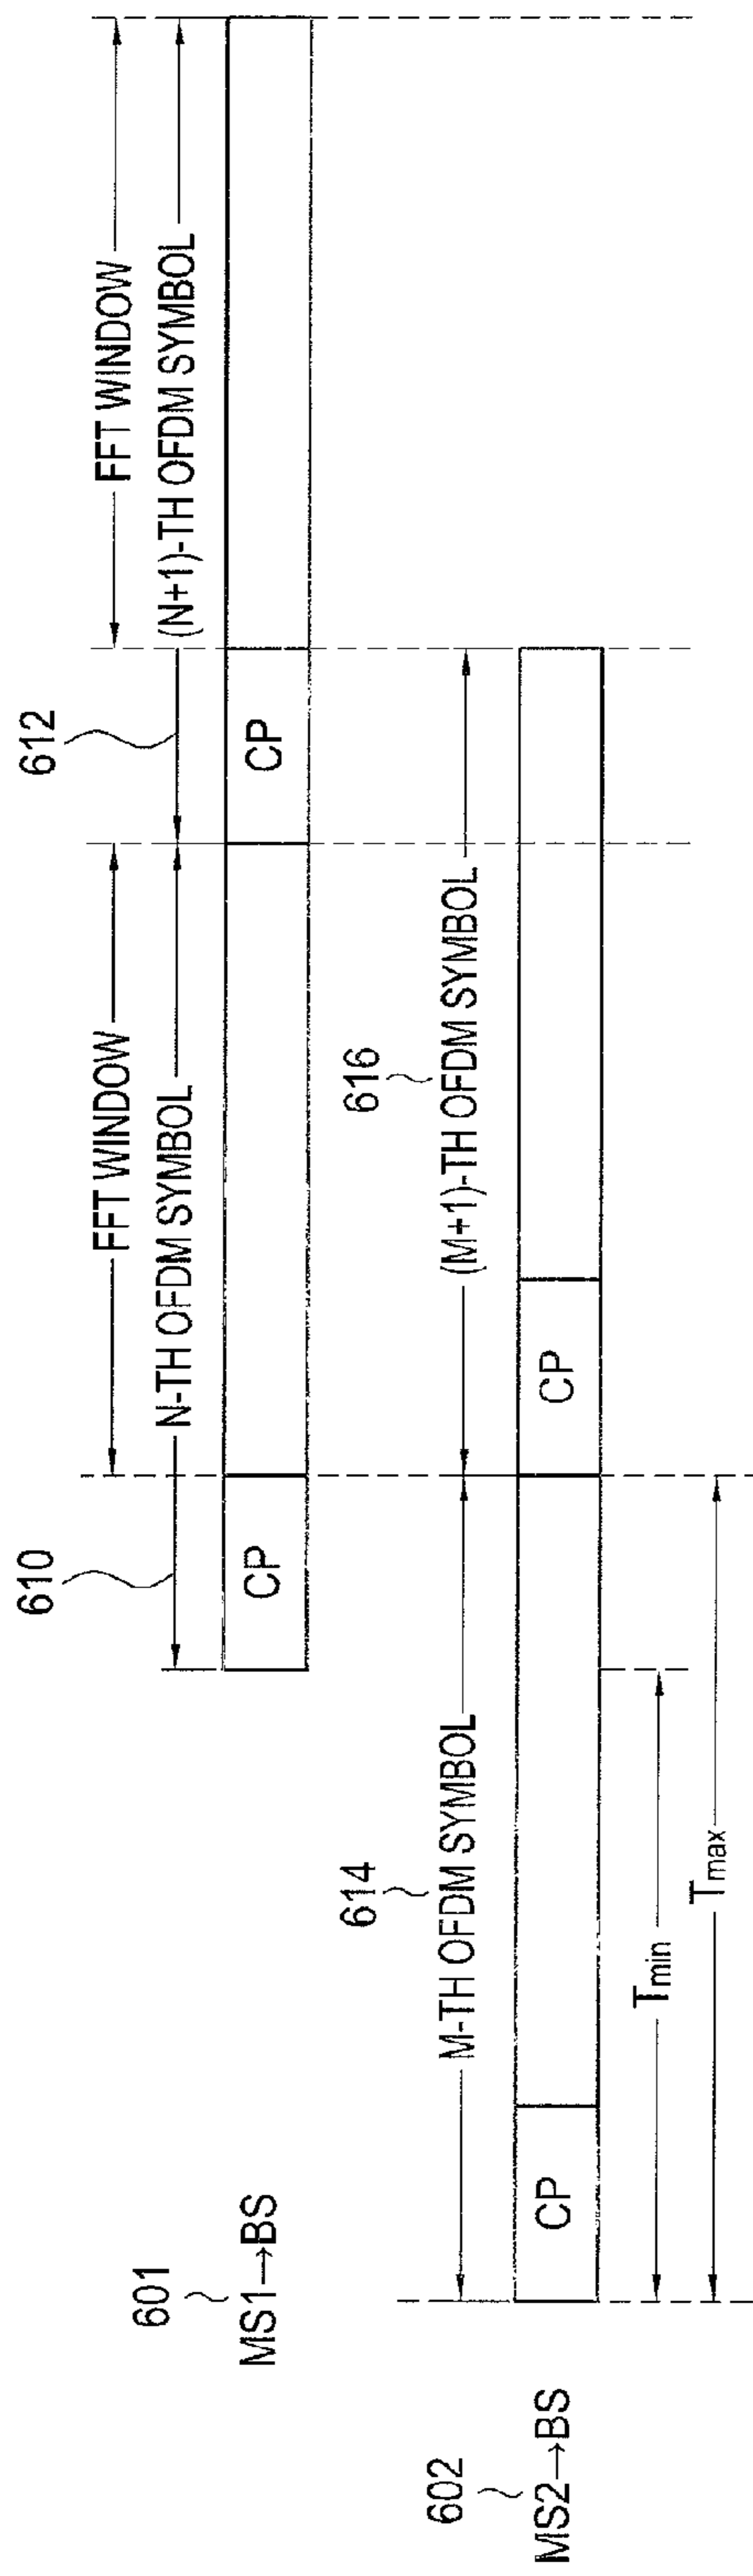 FFT WINDOW
FFT WINDOW
610
N-TH OFDM SYMBOL
612
(N+1)-TH OFDM SYMBOL
601
MS1→BS
CP
CP
614
M-TH OFDM SYMBOL
616
(M+1)-TH OFDM SYMBOL
602
MS2→BS
CP
CP
Tmin
Tmax